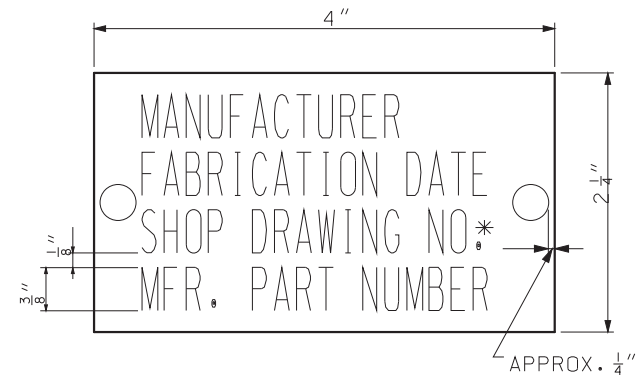 4"
MANUFACTURER
FABRICATION DATE
SHOP DRAWING NO.*
MFR. PART NUMBER
1/8"
3/8"
2 1/4"
APPROX. 1/4"